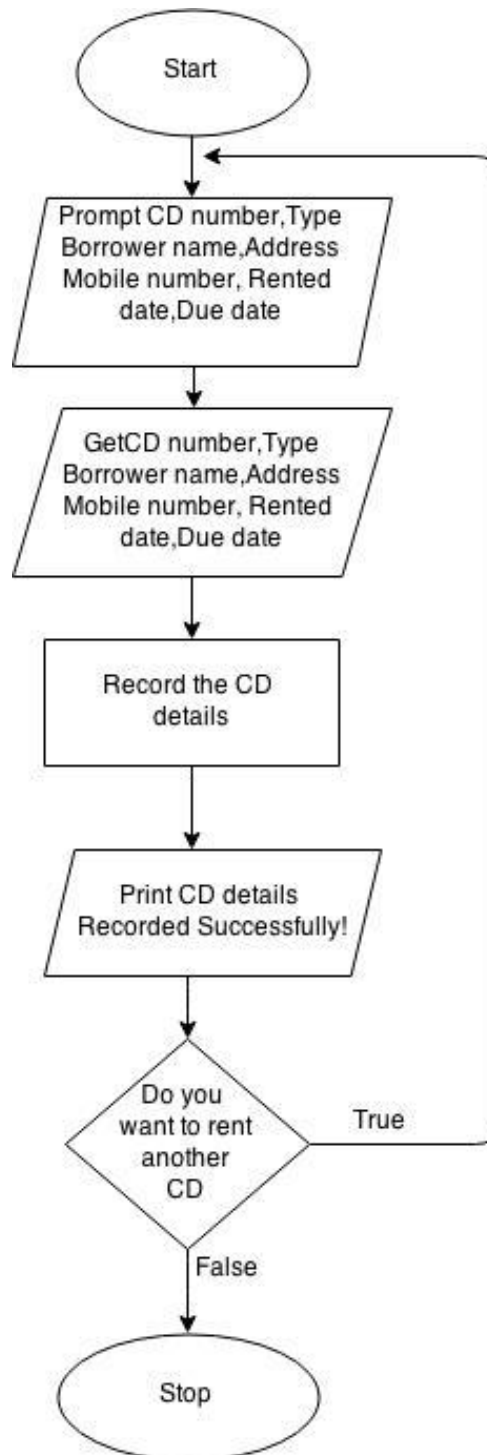 Start
Prompt CD number,Type
Borrower name,Address
Mobile number, Rented
date,Due date
GetCD number,Type
Borrower name,Address
Mobile number, Rented
date,Due date
Record the CD
details
Print CD details
Recorded Successfully!
Do you
want to rent
another
CD
True
False
Stop